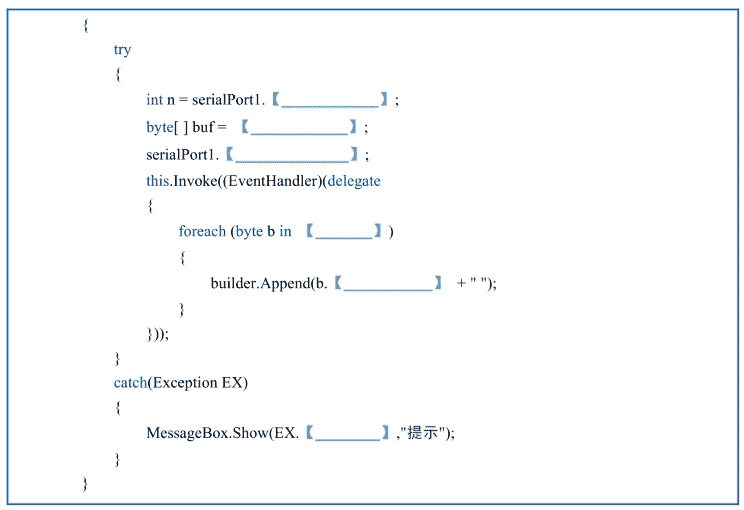 {
try
{
int n = serialPort1.【____________】;
byte[ ] buf = 【____________】;
serialPort1.【______________】;
this.Invoke((EventHandler)(delegate
{
foreach (byte b in 【_______】)
{
builder.Append(b.【___________】 + " ");
}
}));
}
catch(Exception EX)
{
MessageBox.Show(EX.【________】,"提示");
}
}